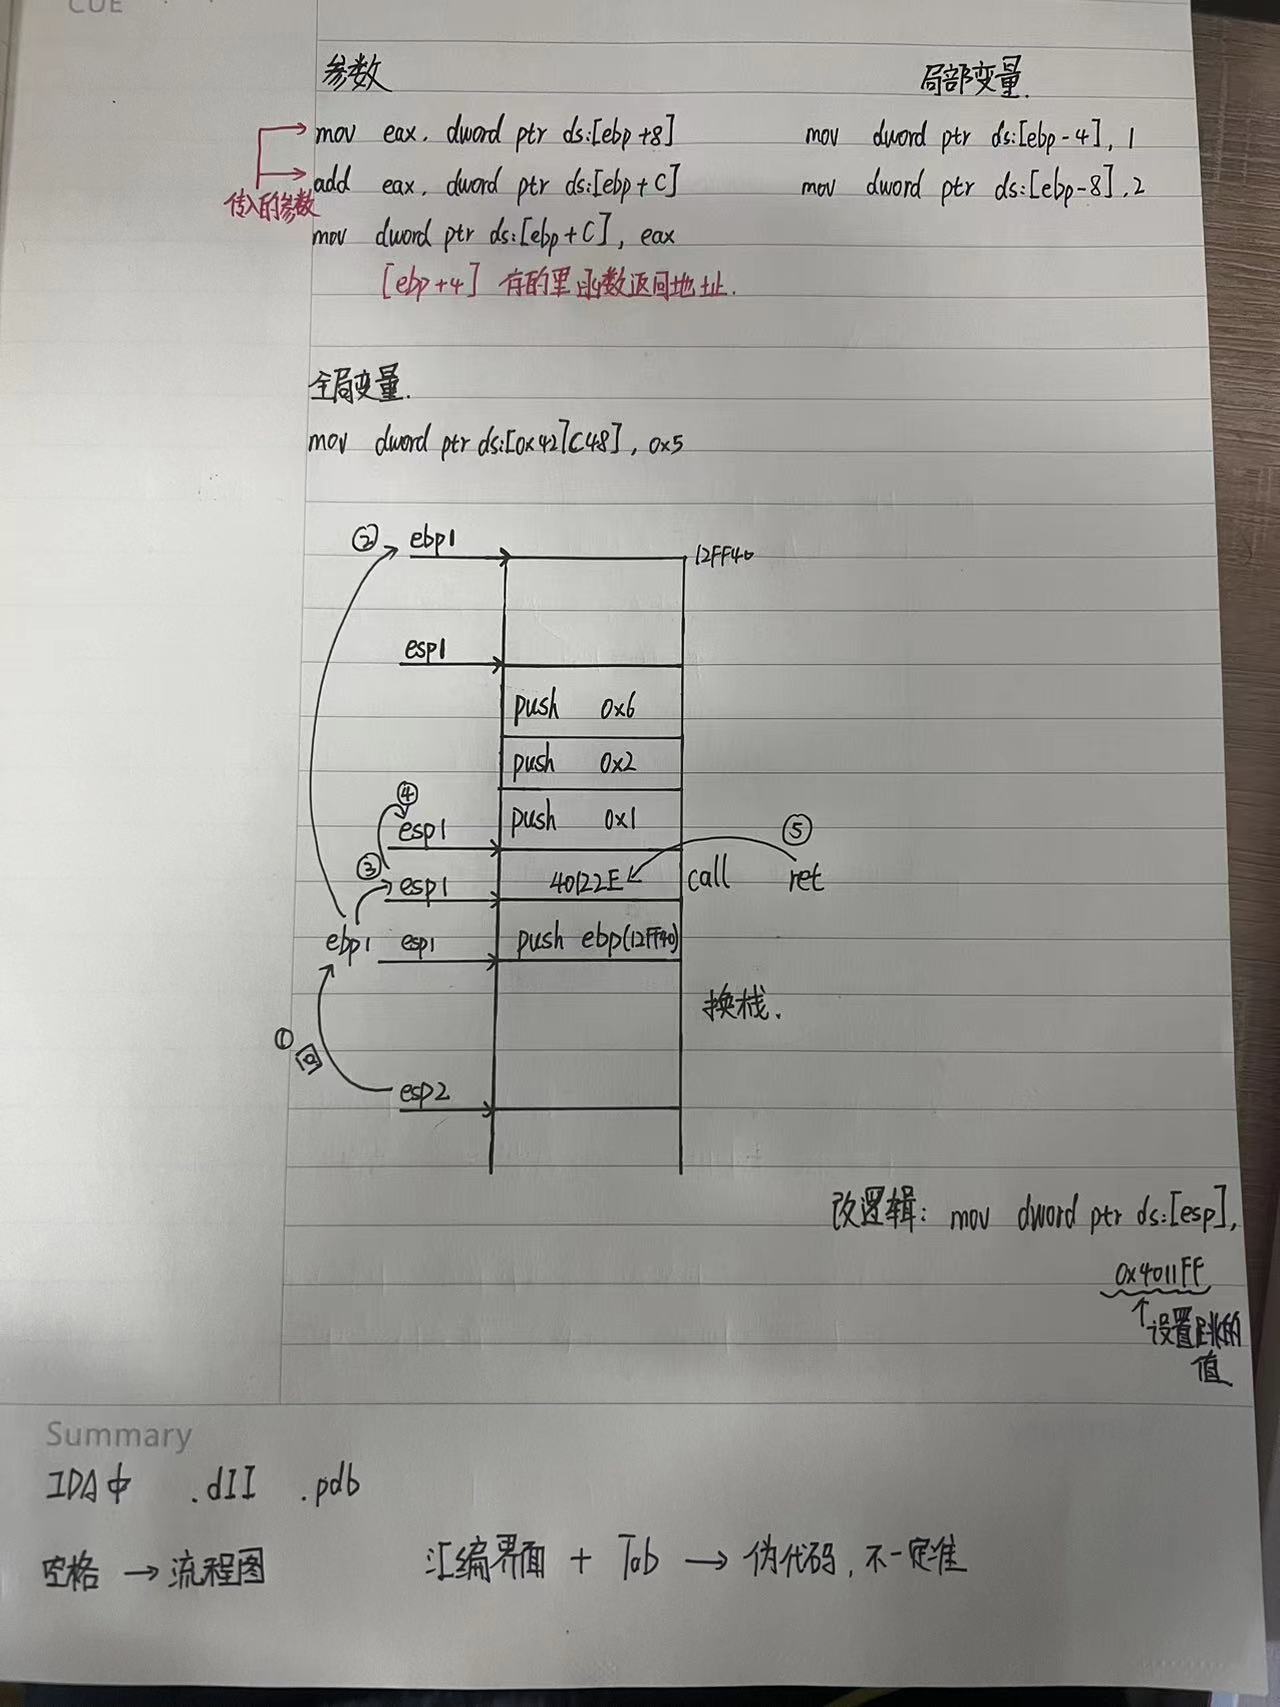 CUE
参数 局部变量.
mov eax. dword ptr ds:[ebp+8] mov dword ptr ds:[ebp-4], 1
add eax. dword ptr ds:[ebp+C] mov dword ptr ds:[ebp-8].2
传入的参数
mov dword ptr ds:[ebp+C], eax
[ebp+4] 存的是函数返回地址.
全局变量.
mov dword ptr ds:[0x427C48], 0x5
② ebp1 12FF40
esp1
push 0x6
push 0x2
④
esp1 push 0x1 ⑤
③ esp1 40122E call ret
ebp1 esp1 push ebp(12FF40)
换栈.
① 回
esp2
改逻辑: mov dword ptr ds:[esp],
0x4011FF
设置跳的
值
Summary
IDA中 .dll .pdb
空格 → 流程图 汇编界面 + Tab → 伪代码, 不一定准